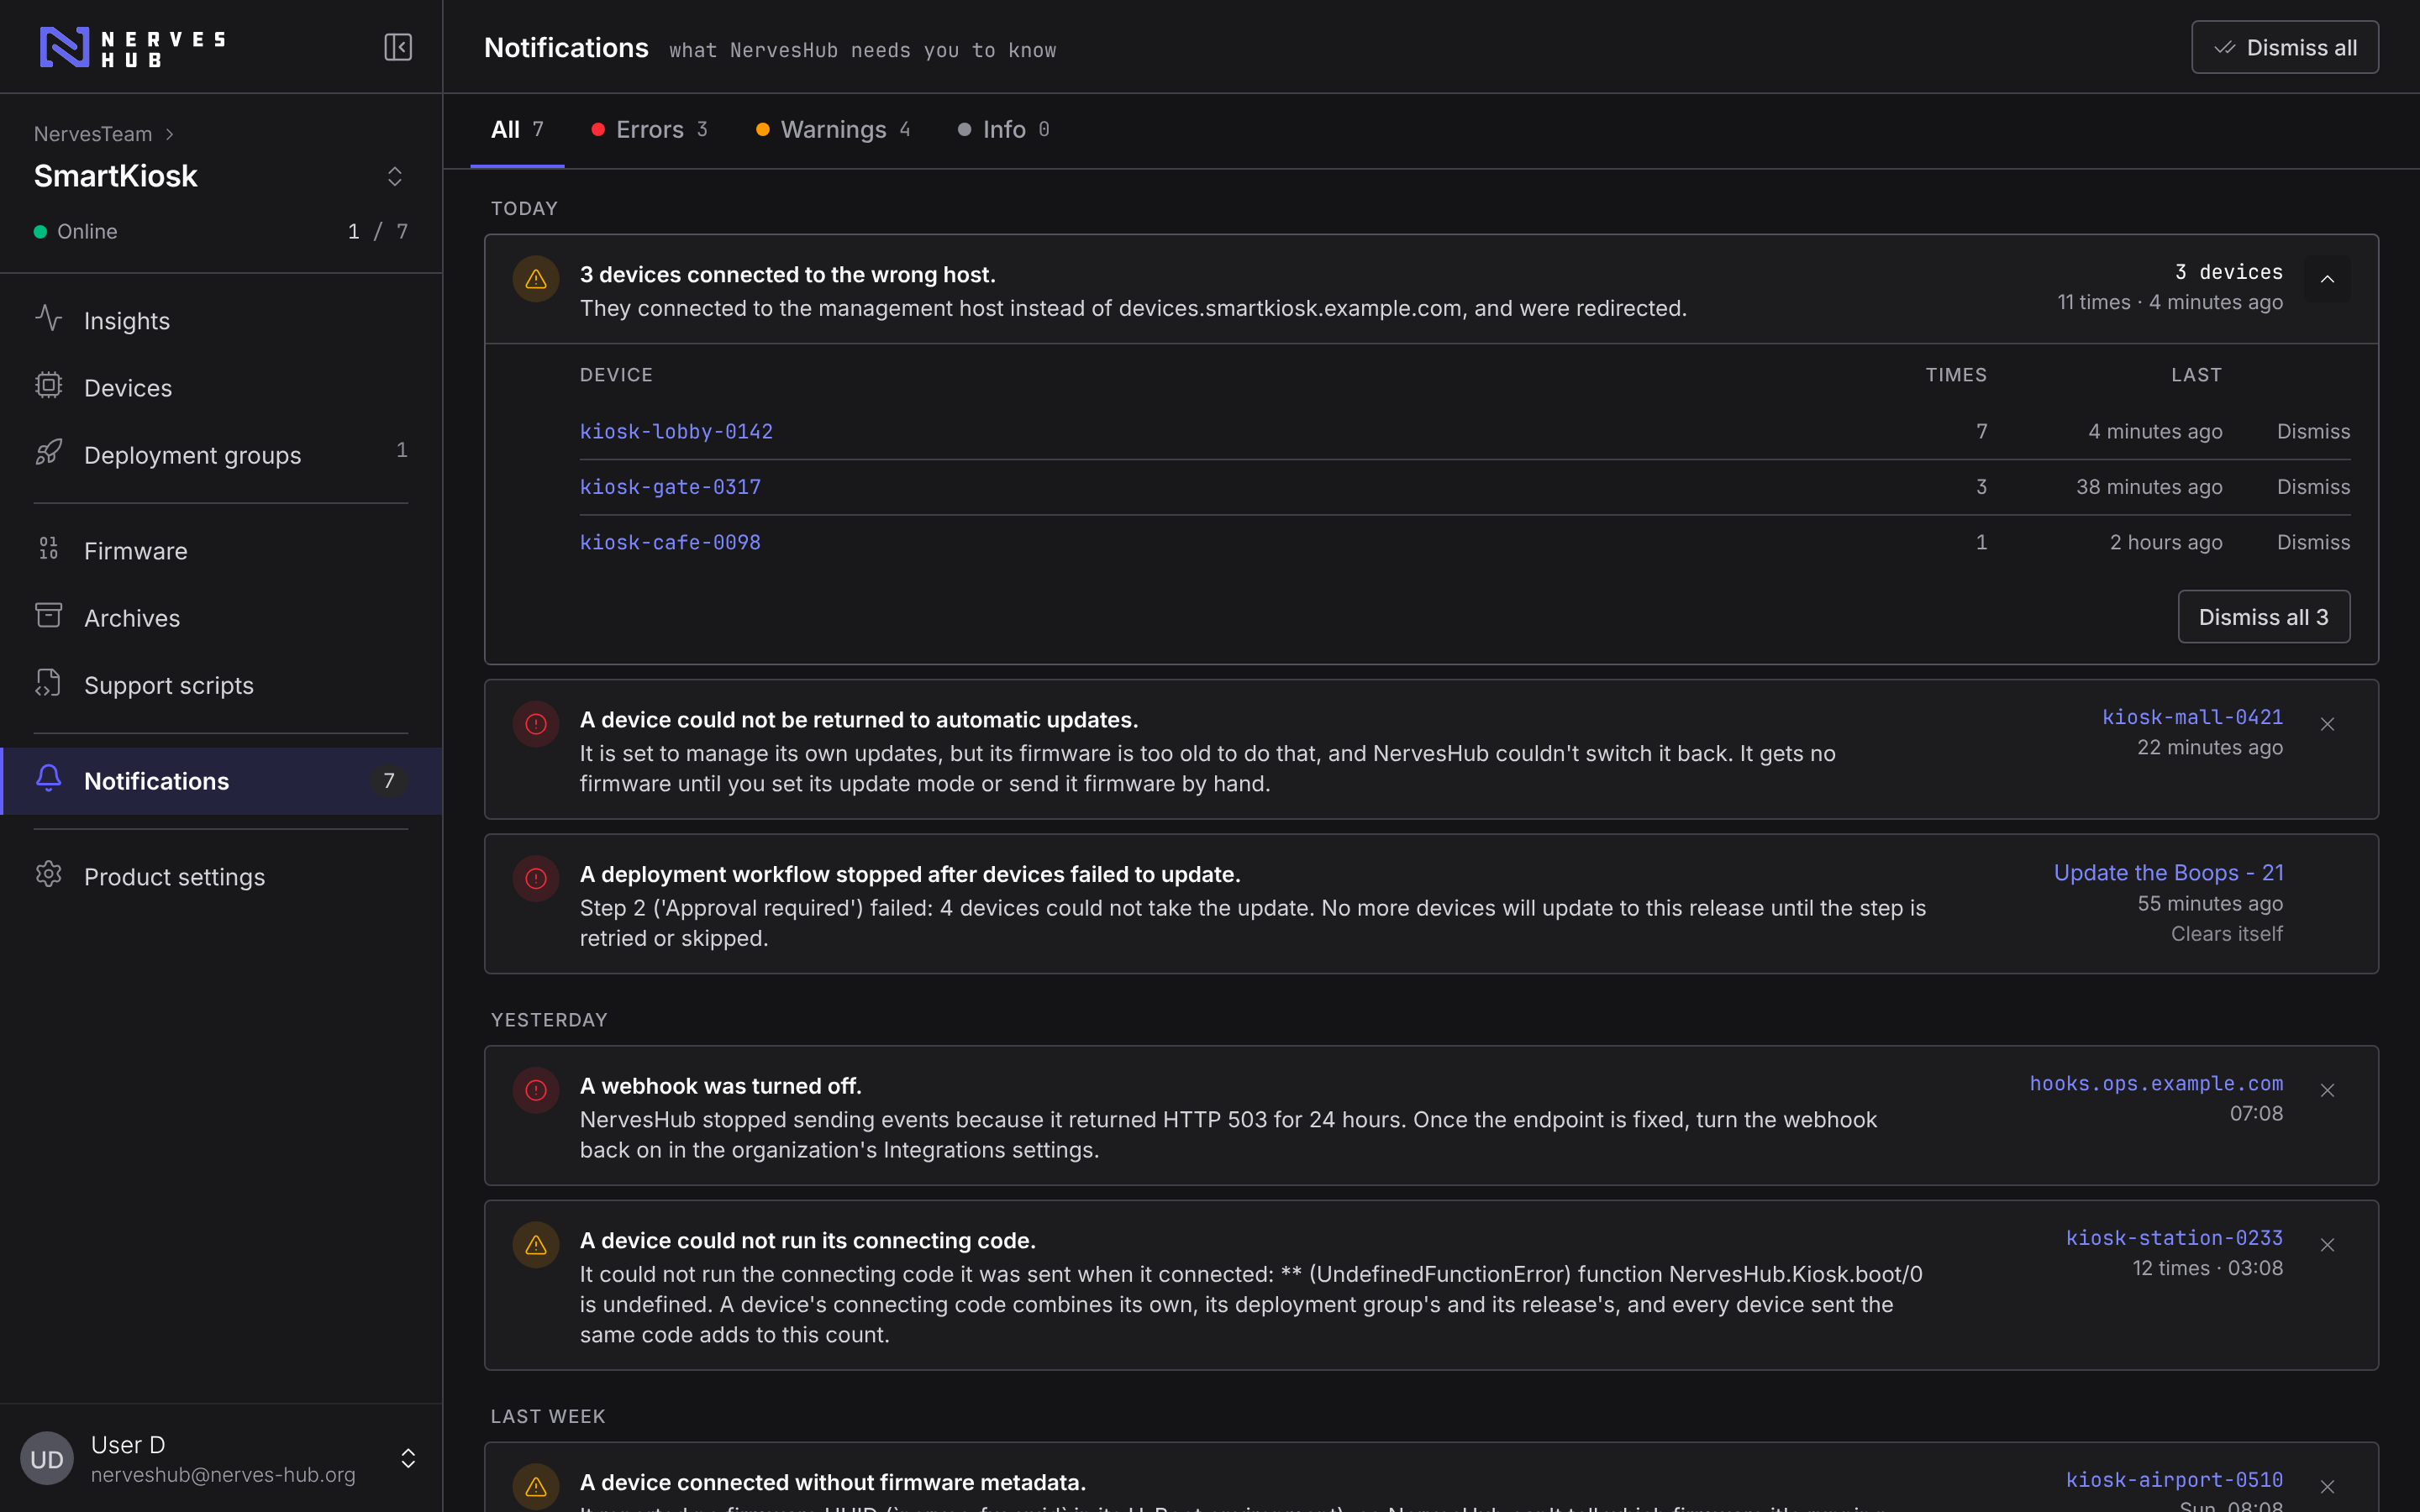 NERVES
HUB
NervesTeam
SmartKiosk
Online 1 / 7
Insights
Devices
Deployment groups 1
Firmware
Archives
Support scripts
Notifications 7
Product settings
UD
User D
nerveshub@nerves-hub.org
Notifications what NervesHub needs you to know
Dismiss all
All 7 Errors 3 Warnings 4 Info 0
TODAY
3 devices connected to the wrong host.
They connected to the management host instead of devices.smartkiosk.example.com, and were redirected.
3 devices
11 times · 4 minutes ago
DEVICE TIMES LAST
kiosk-lobby-0142 7 4 minutes ago Dismiss
kiosk-gate-0317 3 38 minutes ago Dismiss
kiosk-cafe-0098 1 2 hours ago Dismiss
Dismiss all 3
A device could not be returned to automatic updates.
It is set to manage its own updates, but its firmware is too old to do that, and NervesHub couldn't switch it back. It gets no
firmware until you set its update mode or send it firmware by hand.
kiosk-mall-0421
22 minutes ago
A deployment workflow stopped after devices failed to update.
Step 2 ('Approval required') failed: 4 devices could not take the update. No more devices will update to this release until the step is
retried or skipped.
Update the Boops - 21
55 minutes ago
Clears itself
YESTERDAY
A webhook was turned off.
NervesHub stopped sending events because it returned HTTP 503 for 24 hours. Once the endpoint is fixed, turn the webhook
back on in the organization's Integrations settings.
hooks.ops.example.com
07:08
A device could not run its connecting code.
It could not run the connecting code it was sent when it connected: ** (UndefinedFunctionError) function NervesHub.Kiosk.boot/0
is undefined. A device's connecting code combines its own, its deployment group's and its release's, and every device sent the
same code adds to this count.
kiosk-station-0233
12 times · 03:08
LAST WEEK
A device connected without firmware metadata.
kiosk-airport-0510
Sun, 08:08